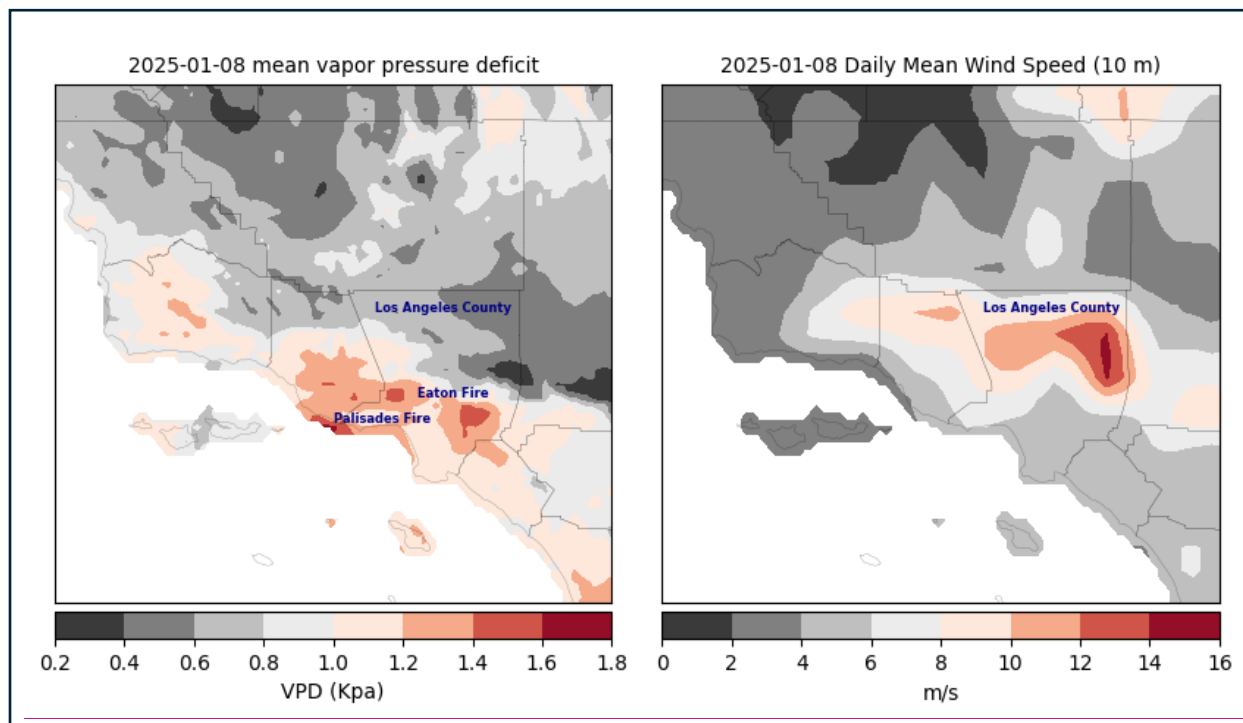 2025-01-08 mean vapor pressure deficit
Los Angeles County
Eaton Fire
Palisades Fire
0.2 0.4 0.6 0.8 1.0 1.2 1.4 1.6 1.8
VPD (Kpa)
2025-01-08 Daily Mean Wind Speed (10 m)
Los Angeles County
0 2 4 6 8 10 12 14 16
m/s